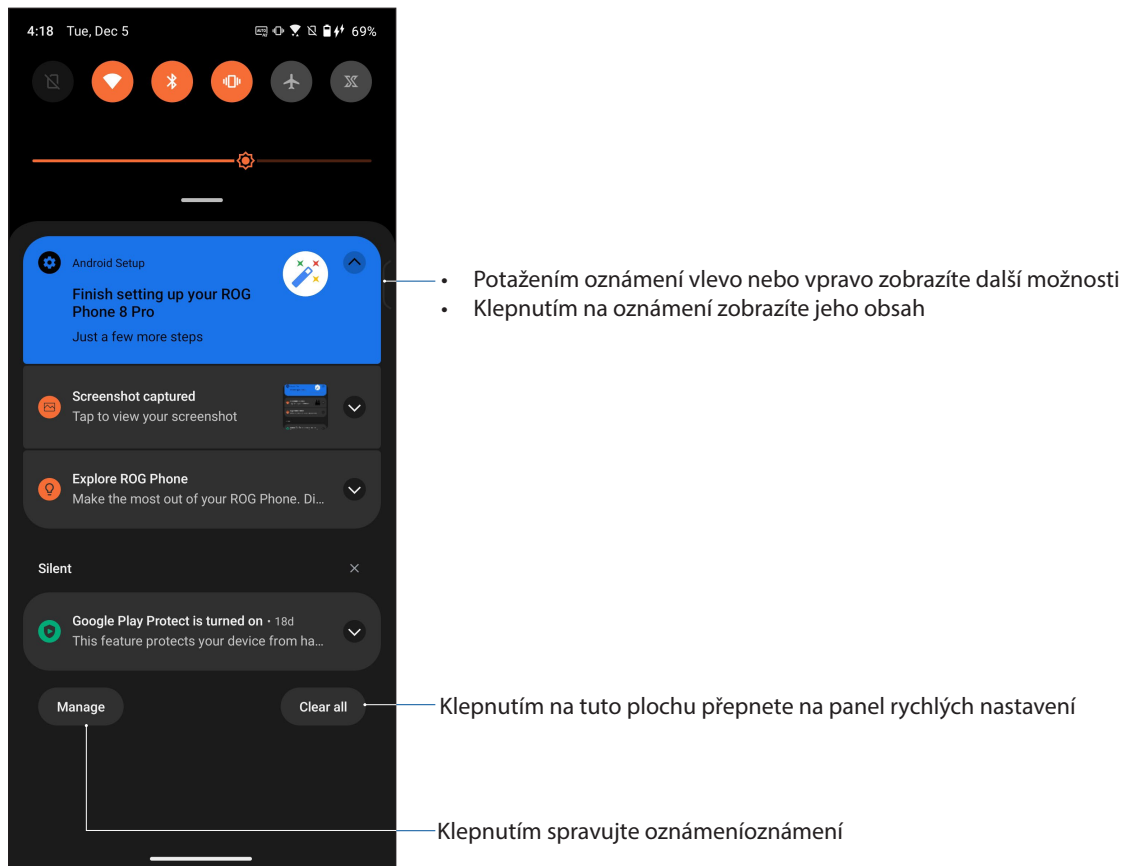 4:18 Tue, Dec 5
69%
Android Setup
Finish setting up your ROG
Phone 8 Pro
Just a few more steps
• Potažením oznámení vlevo nebo vpravo zobrazíte další možnosti
• Klepnutím na oznámení zobrazíte jeho obsah
Screenshot captured
Tap to view your screenshot
Explore ROG Phone
Make the most out of your ROG Phone. Di...
Silent
Google Play Protect is turned on • 18d
This feature protects your device from ha...
Manage
Clear all
Klepnutím na tuto plochu přepnete na panel rychlých nastavení
Klepnutím spravujte oznámeníoznámení